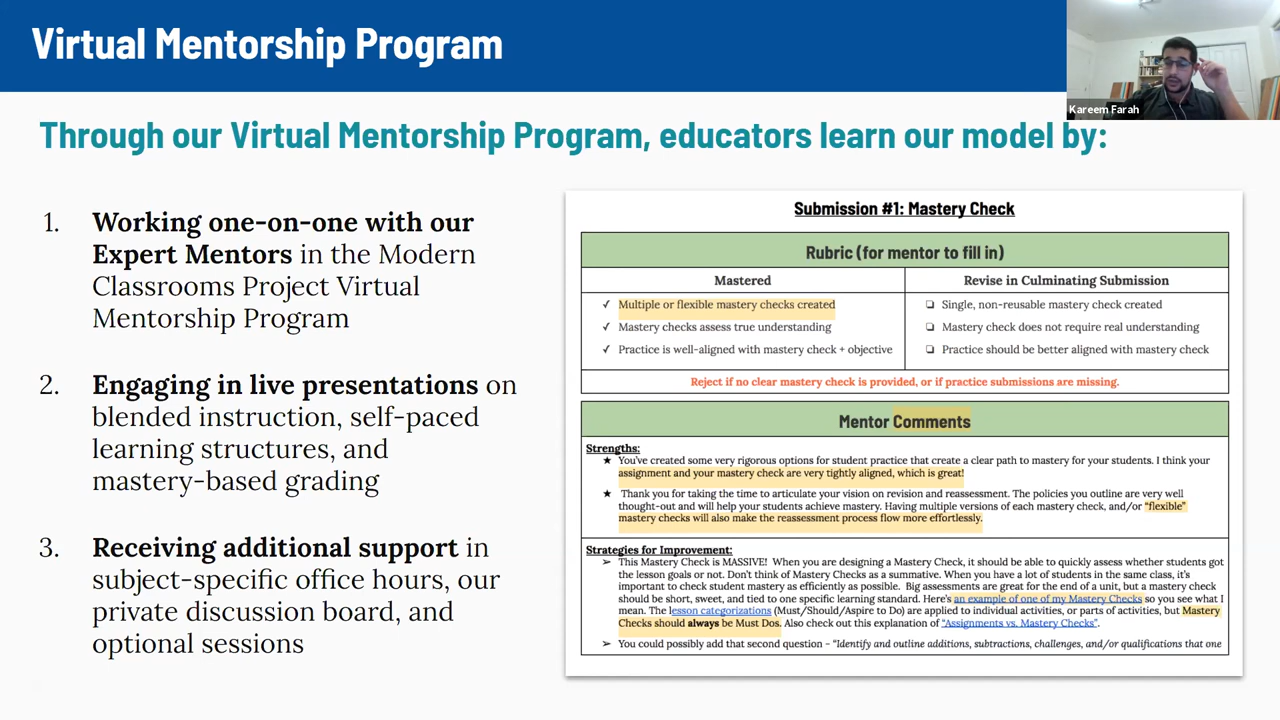 Virtual Mentorship Program
Kareem Farah
Through our Virtual Mentorship Program, educators learn our model by:
1. Working one-on-one with our
Expert Mentors in the Modern
Classrooms Project Virtual
Mentorship Program
2. Engaging in live presentations on
blended instruction, self-paced
learning structures, and
mastery-based grading
3. Receiving additional support in
subject-specific office hours, our
private discussion board, and
optional sessions
Submission #1: Mastery Check
Rubric (for mentor to fill in)
Mastered
Revise in Culminating Submission
✓ Multiple or flexible mastery checks created
❏ Single, non-reusable mastery check created
✓ Mastery checks assess true understanding
❏ Mastery check does not require real understanding
✓ Practice is well-aligned with mastery check + objective
❏ Practice should be better aligned with mastery check
Reject if no clear mastery check is provided, or if practice submissions are missing.
Mentor Comments
Strengths:
★ You've created some very rigorous options for student practice that create a clear path to mastery for your students. I think your
assignment and your mastery check are very tightly aligned, which is great!
★ Thank you for taking the time to articulate your vision on revision and reassessment. The policies you outline are very well
thought-out and will help your students achieve mastery. Having multiple versions of each mastery check, and/or "flexible"
mastery checks will also make the reassessment process flow more effortlessly.
Strategies for Improvement:
➢ This Mastery Check is MASSIVE! When you are designing a Mastery Check, it should be able to quickly assess whether students got
the lesson goals or not. Don't think of Mastery Checks as a summative. When you have a lot of students in the same class, it's
important to check student mastery as efficiently as possible. Big assessments are great for the end of a unit, but a mastery check
should be short, sweet, and tied to one specific learning standard. Here's an example of one of my Mastery Checks so you see what I
mean. The lesson categorizations (Must/Should/Aspire to Do) are applied to individual activities, or parts of activities, but Mastery
Checks should always be Must Dos. Also check out this explanation of "Assignments vs. Mastery Checks".
➢ You could possibly add that second question - "Identify and outline additions, subtractions, challenges, and/or qualifications that one